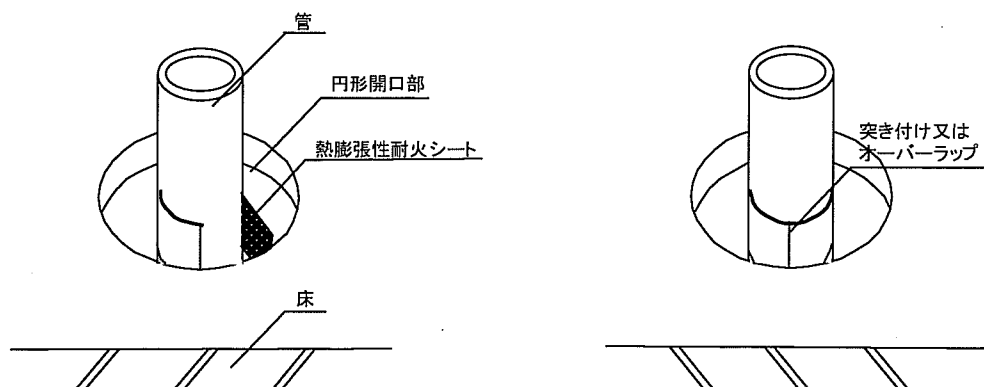 管
円形開口部
熱膨張性耐火シート
床
突き付け又は
オーバーラップ